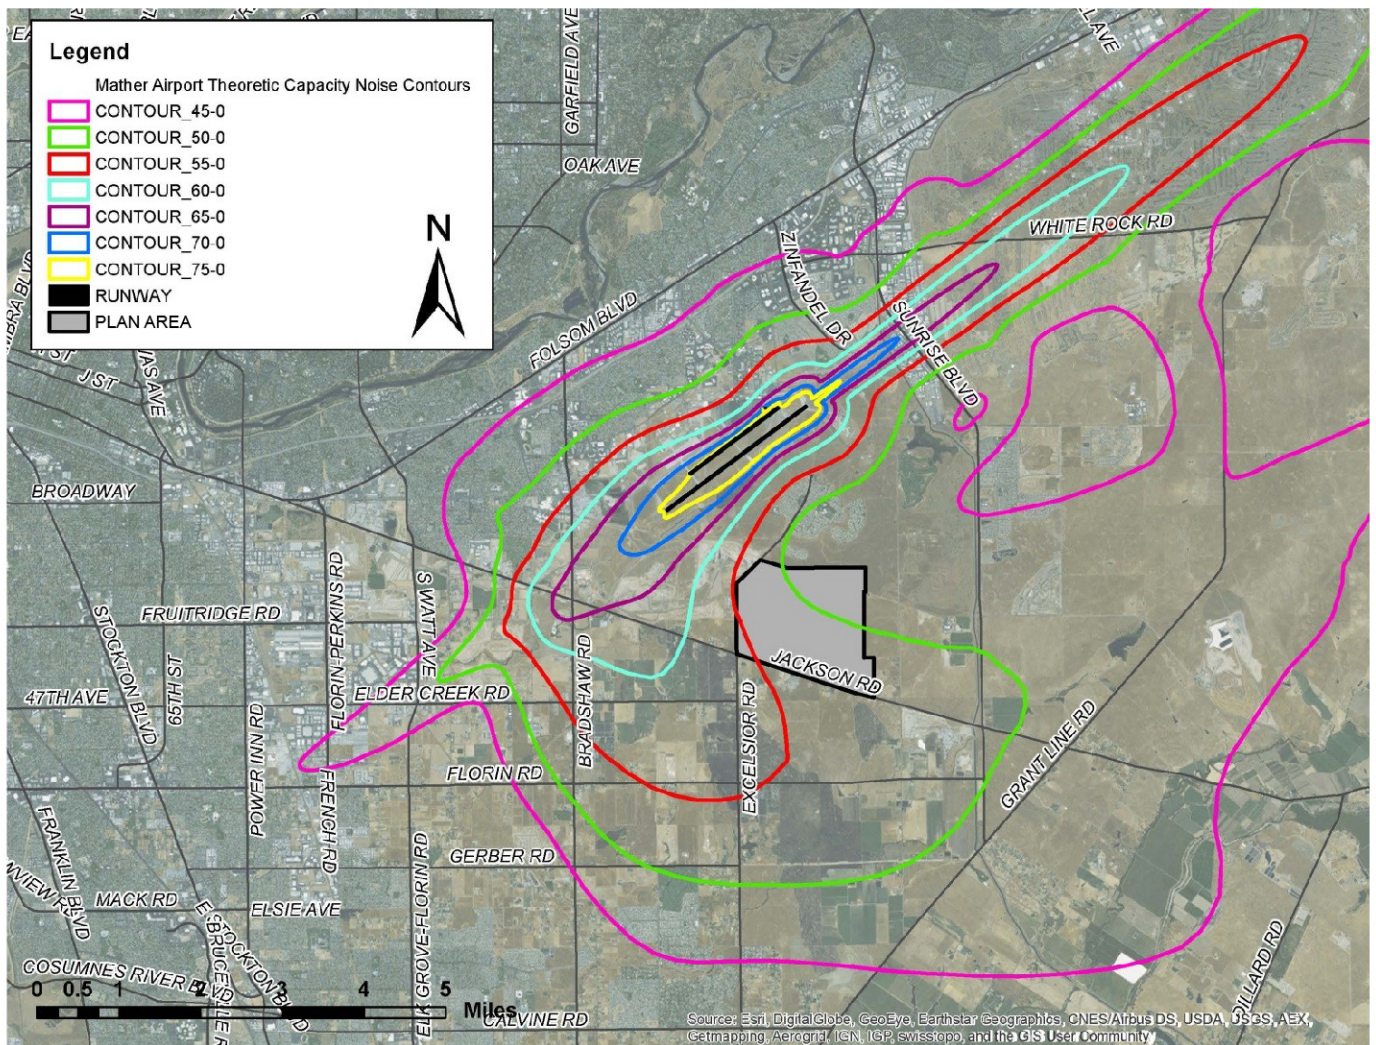 Legend
Mather Airport Theoretic Capacity Noise Contours
CONTOUR_45-0
CONTOUR_50-0
CONTOUR_55-0
CONTOUR_60-0
CONTOUR_65-0
CONTOUR_70-0
CONTOUR_75-0
RUNWAY
PLAN AREA
N
GARFIELD AVE
OAK AVE
WHITE ROCK RD
ZINFANDEL DR
SUNRISE BLVD
FOLSOM BLVD
J ST
BROADWAY
FRUITRIDGE RD
STOCKTON BLVD
65TH ST
47TH AVE
POWER INN RD
FLORIN-PERKINS RD
FRENCH RD
S WATT AVE
ELDER CREEK RD
BRADSHAW RD
JACKSON RD
EXCELSIOR RD
GRANT LINE RD
FLORIN RD
GERBER RD
FRANKLIN BLVD
MACK RD
ELSIE AVE
E STOCKTON BLVD
COSUMNES RIVER BLVD
ELK GROVE-FLORIN RD
CALVINE RD
DILLARD RD
0 0.5 1 2 3 4 5
Miles
Source: Esri, DigitalGlobe, GeoEye, Earthstar Geographics, CNES/Airbus DS, USDA, USGS, AEX,
Getmapping, Aerogrid, IGN, IGP, swisstopo, and the GIS User Community